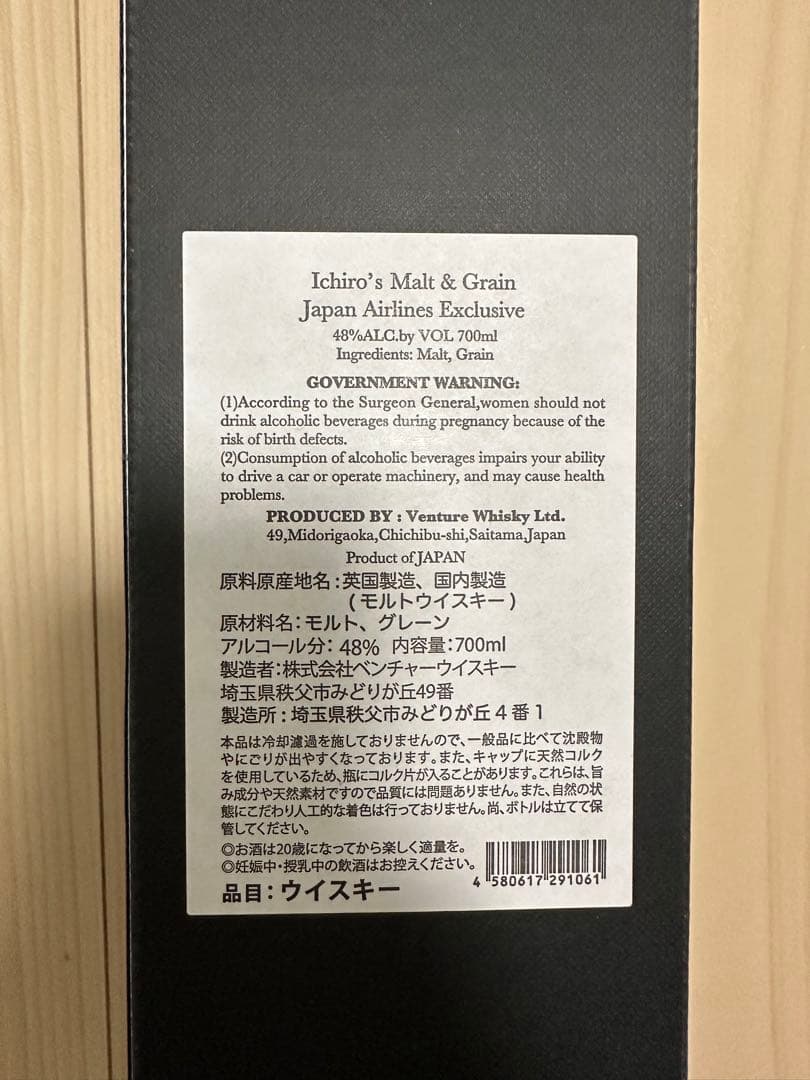 Ichiro's Malt & Grain
Japan Airlines Exclusive
48%ALC.by VOL 700ml
Ingredients: Malt, Grain
GOVERNMENT WARNING:
(1)According to the Surgeon General,women should not
drink alcoholic beverages during pregnancy because of the
risk of birth defects.
(2)Consumption of alcoholic beverages impairs your ability
to drive a car or operate machinery, and may cause health
problems.
PRODUCED BY : Venture Whisky Ltd.
49,Midorigaoka,Chichibu-shi,Saitama,Japan
Product of JAPAN
原料原産地名:英国製造、国内製造
(モルトウイスキー)
原材料名:モルト、グレーン
アルコール分: 48% 内容量:700ml
製造者:株式会社ベンチャーウイスキー
埼玉県秩父市みどりが丘49番
製造所:埼玉県秩父市みどりが丘4番1
本品は冷却濾過を施しておりませんので、一般品に比べて沈殿物
やにごりが出やすくなっております。また、キャップに天然コルク
を使用しているため、瓶にコルク片が入ることがあります。これらは、旨
み成分や天然素材ですので品質には問題ありません。また、自然の状
態にこだわり人工的な着色は行っておりません。尚、ボトルは立てて保
管してください。
◎お酒は20歳になってから楽しく適量を。
◎妊娠中・授乳中の飲酒はお控えください。
品目:ウイスキー
4 580617 291061